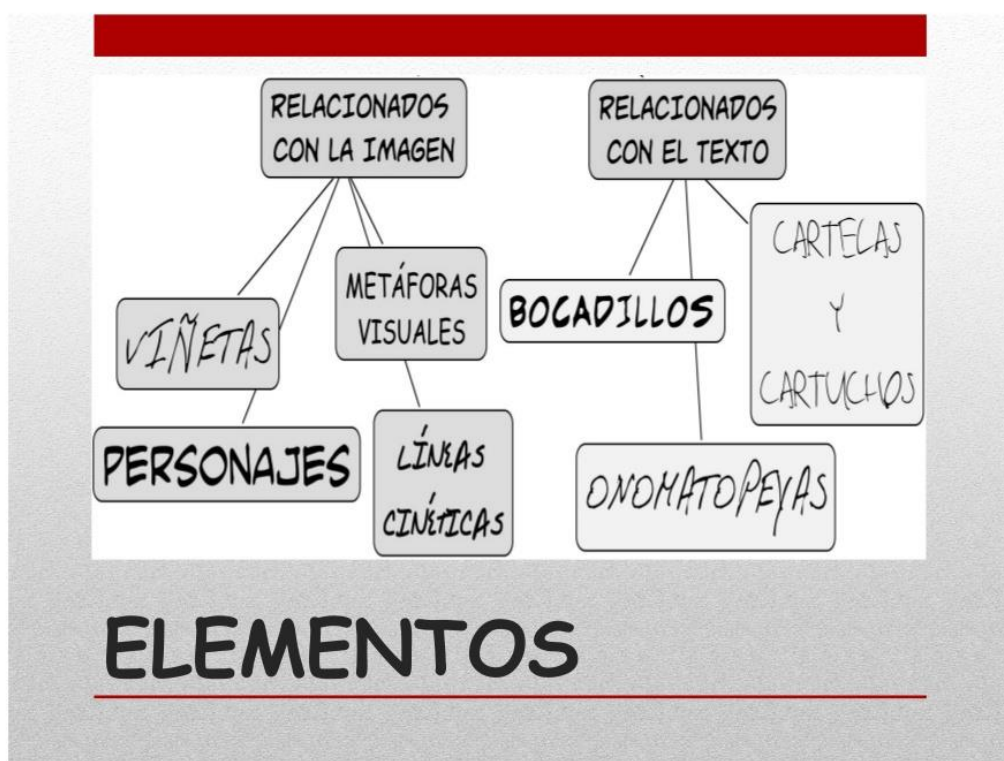 RELACIONADOS
CON LA IMAGEN
RELACIONADOS
CON EL TEXTO
VIÑETAS
METÁFORAS
VISUALES
PERSONAJES
LÍNEAS
CINÉTICAS
BOCADILLOS
CARTELAS
Y
CARTUCHOS
ONOMATOPEYAS
ELEMENTOS